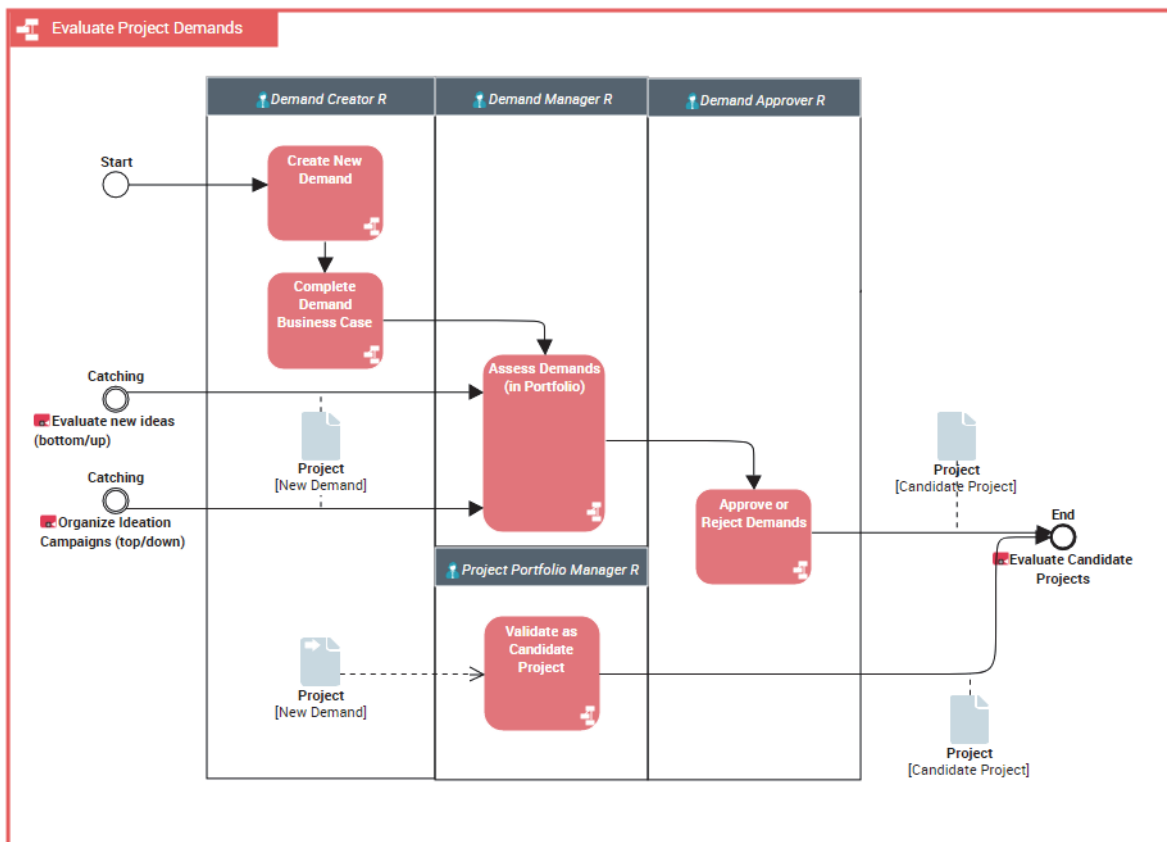 Evaluate Project Demands
Demand Creator R
Demand Manager R
Demand Approver R
Start
Create New
Demand
Complete
Demand
Business Case
Catching
Evaluate new ideas
(bottom/up)
Assess Demands
(in Portfolio)
Project
[New Demand]
Catching
Organize Ideation
Campaigns (top/down)
Approve or
Reject Demands
Project
[Candidate Project]
End
Evaluate Candidate
Projects
Project Portfolio Manager R
Validate as
Candidate
Project
Project
[New Demand]
Project
[Candidate Project]